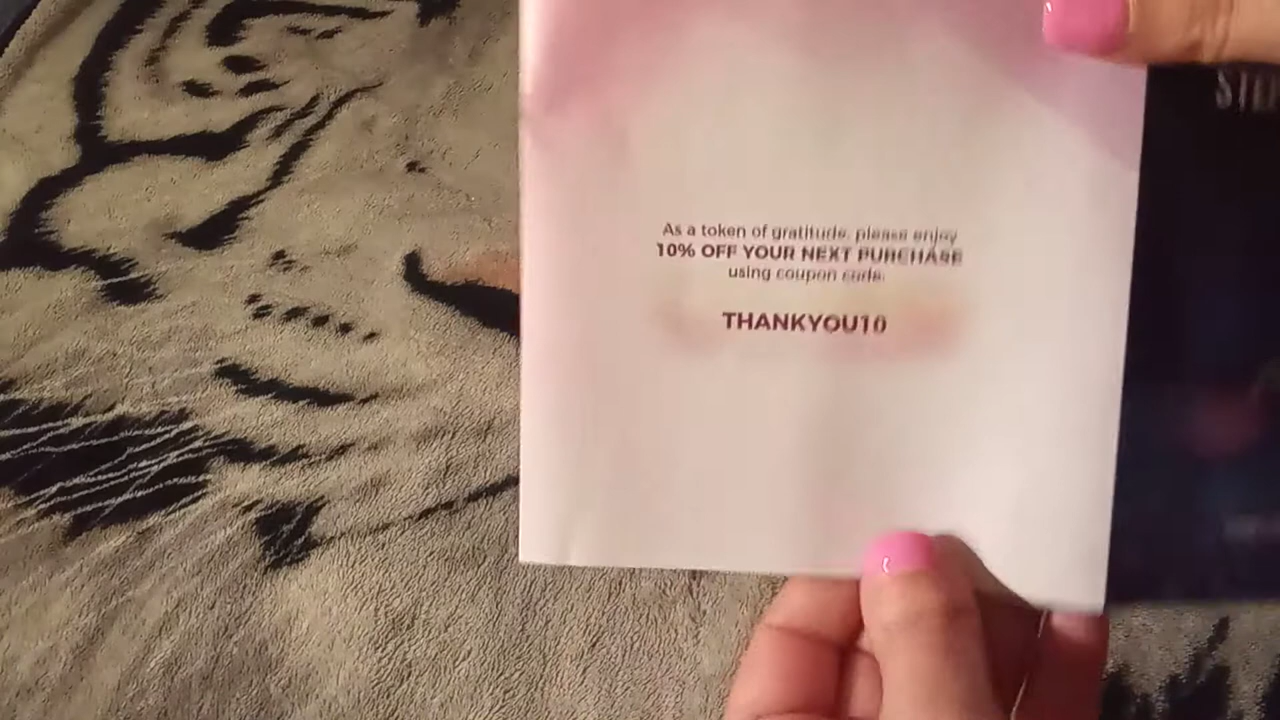 As a token of gratitude, please enjoy
10% OFF YOUR NEXT PURCHASE
using coupon code:
THANKYOU10